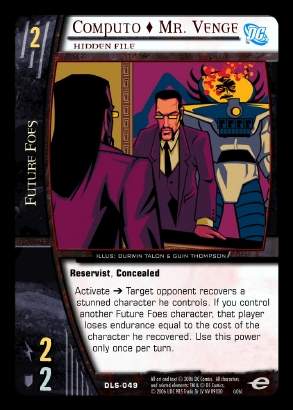 2
Computo ♦ Mr. Venge
Hidden File
DC
Future Foes
Illus: Durwin Talon & Guin Thompson
Reservist, Concealed
Activate ➔ Target opponent recovers a
stunned character he controls. If you control
another Future Foes character, that player
loses endurance equal to the cost of the
character he recovered. Use this power
only once per turn.
2
2
DLS-049